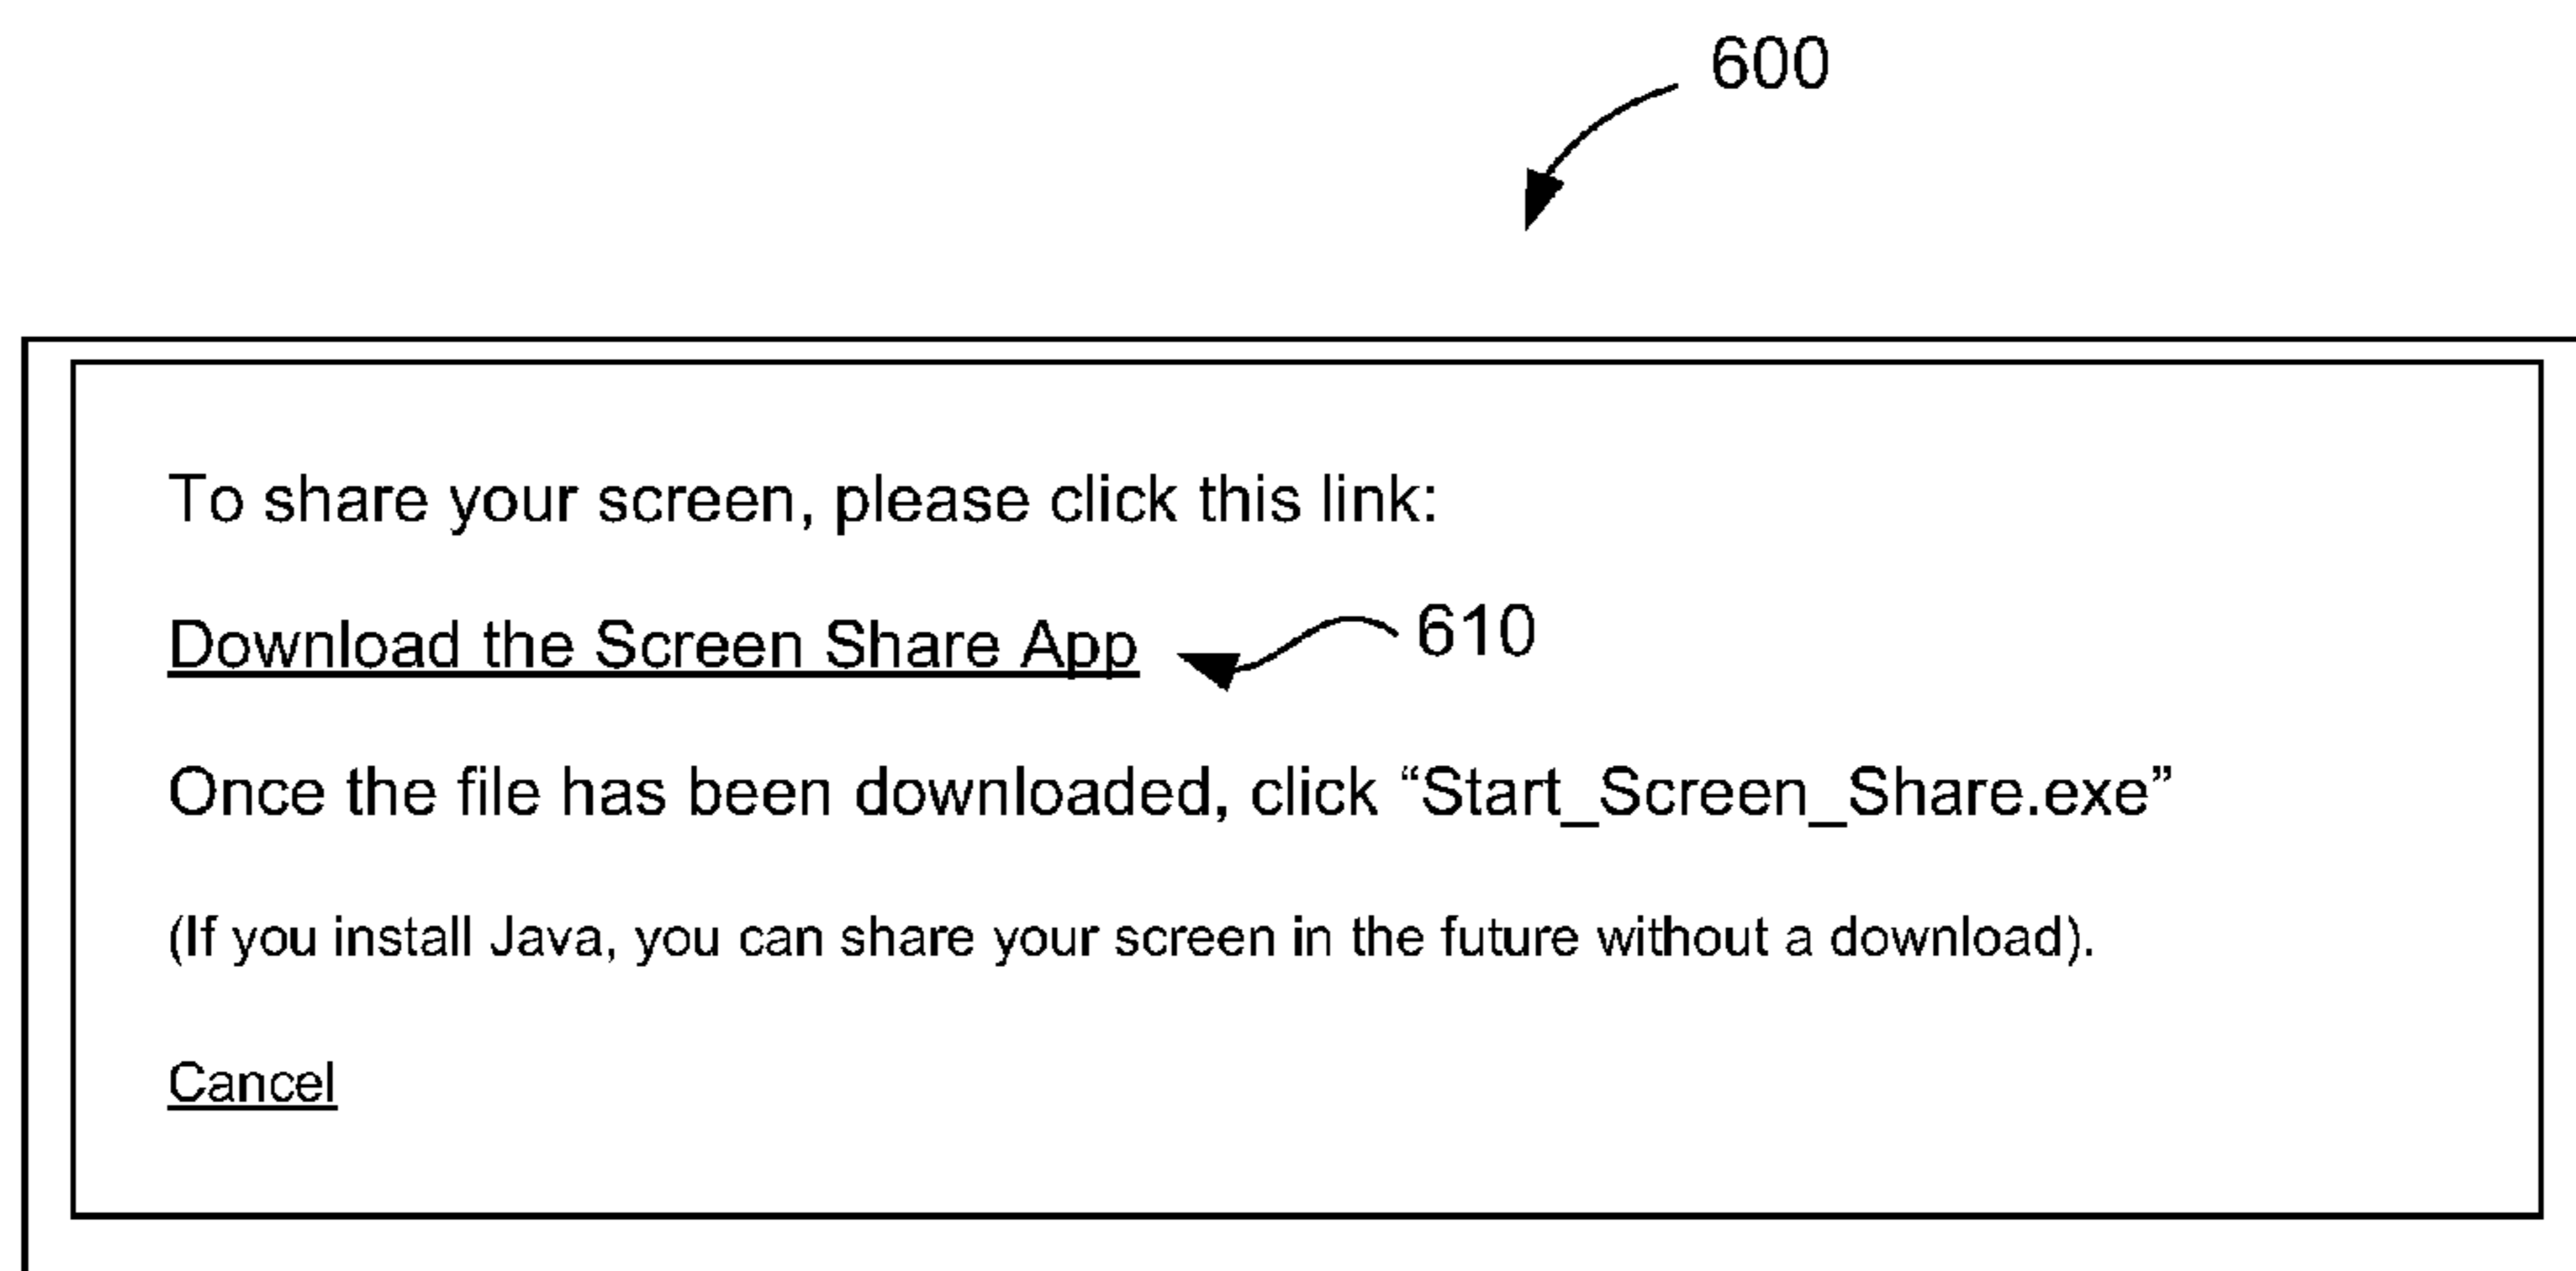 600
To share your screen, please click this link:
Download the Screen Share App 610
Once the file has been downloaded, click “Start_Screen_Share.exe”
(If you install Java, you can share your screen in the future without a download).
Cancel